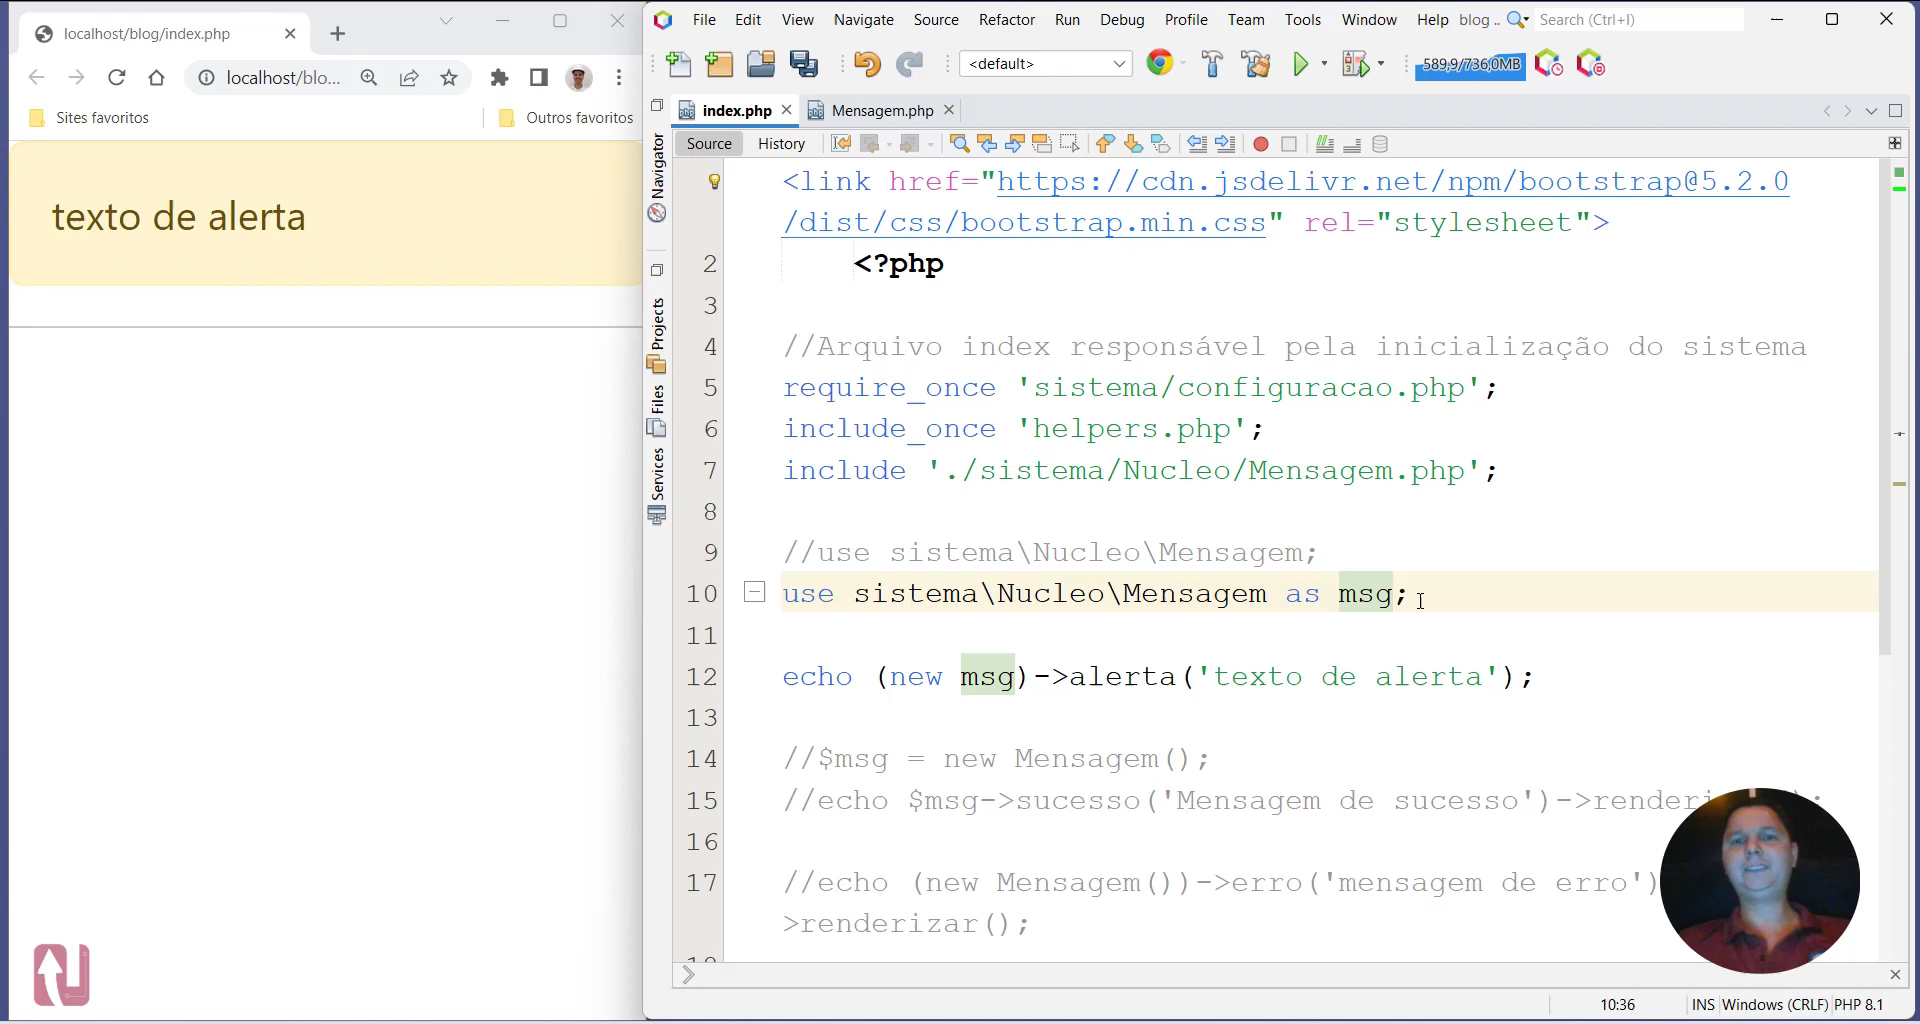 localhost/blog/index.php
localhost/blo...
Sites favoritos
Outros favoritos
texto de alerta
File Edit View Navigate Source Refactor Run Debug Profile Team Tools Window Help blog .. Search (Ctrl+I)
<default>
589,9/736,0MB
index.php
Mensagem.php
Source
History
Navigator
Projects
Files
Services
<link href="https://cdn.jsdelivr.net/npm/bootstrap@5.2.0
/dist/css/bootstrap.min.css" rel="stylesheet">
2 <?php
3
4 //Arquivo index responsável pela inicialização do sistema
5 require_once 'sistema/configuracao.php';
6 include_once 'helpers.php';
7 include './sistema/Nucleo/Mensagem.php';
8
9 //use sistema\Nucleo\Mensagem;
10 use sistema\Nucleo\Mensagem as msg;
11
12 echo (new msg)->alerta('texto de alerta');
13
14 //$msg = new Mensagem();
15 //echo $msg->sucesso('Mensagem de sucesso')->renderi
16
17 //echo (new Mensagem())->erro('mensagem de erro')
>renderizar();
10:36
INS
Windows (CRLF)
PHP 8.1